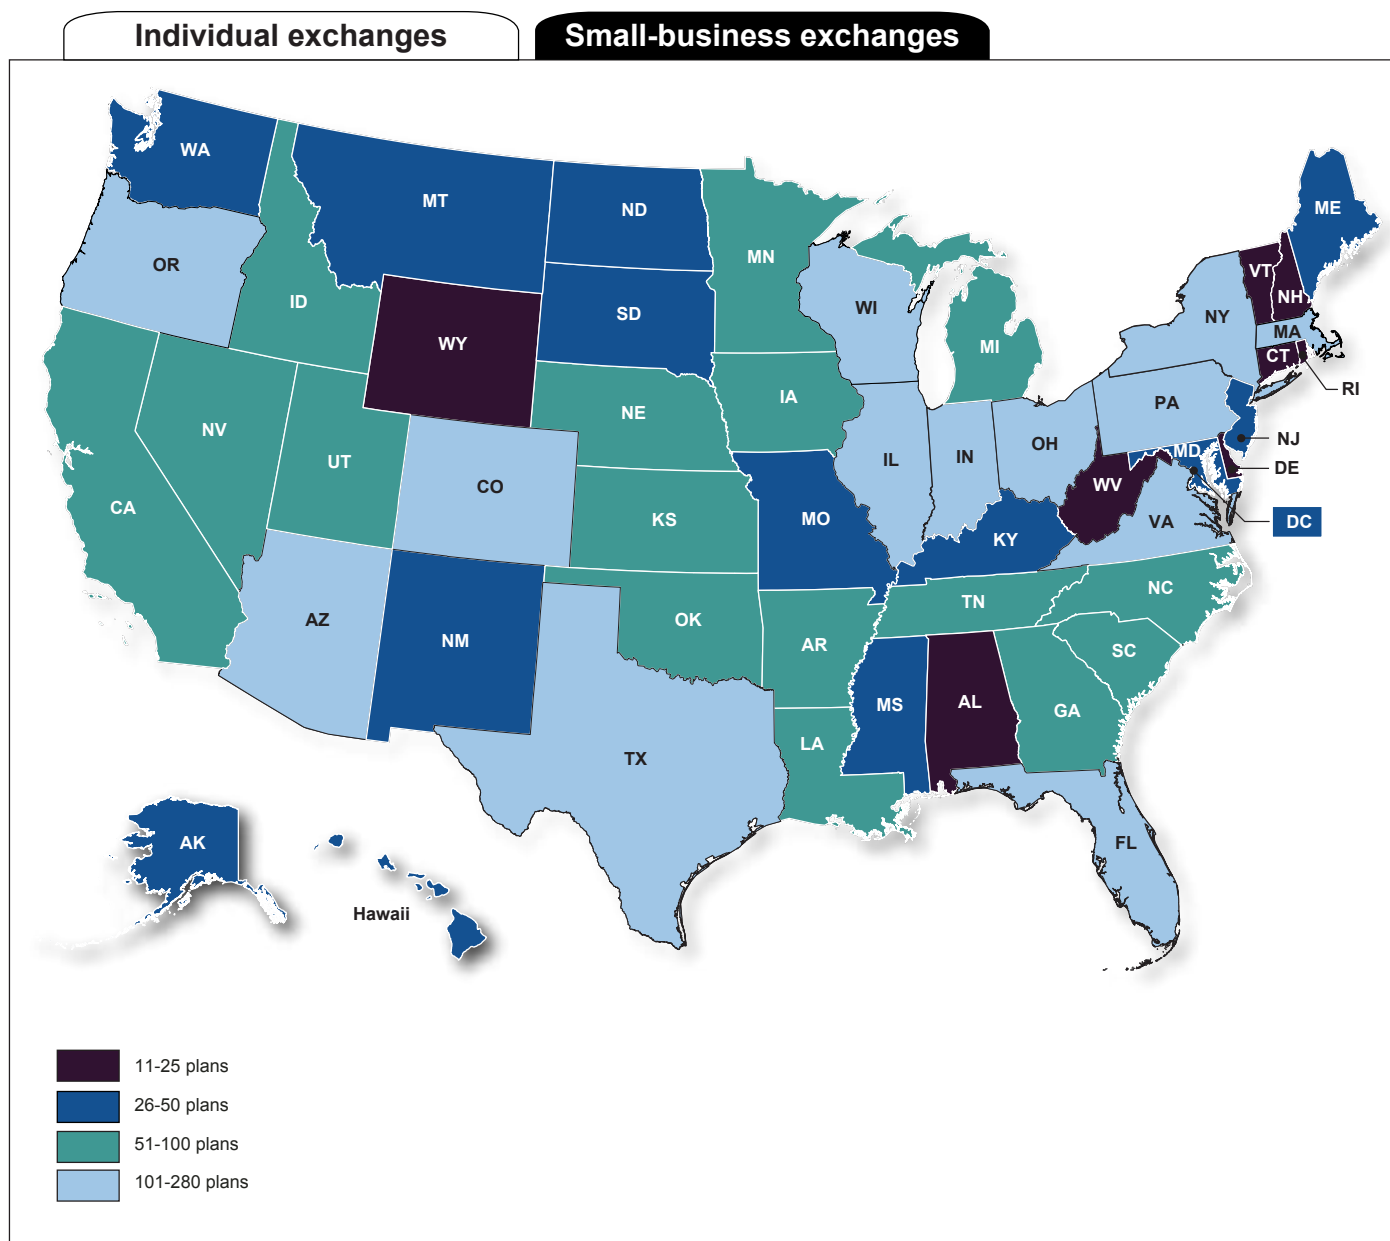 Individual exchanges
Small-business exchanges
WA
MT
ND
MN
ME
OR
ID
SD
WI
MI
VT
NH
NY
MA
CT
RI
WY
NE
IA
PA
NJ
NV
UT
CO
IL
IN
OH
MD
DE
CA
KS
MO
WV
VA
DC
KY
AZ
NM
OK
TN
NC
AR
SC
MS
AL
GA
TX
LA
FL
AK
Hawaii
11-25 plans
26-50 plans
51-100 plans
101-280 plans